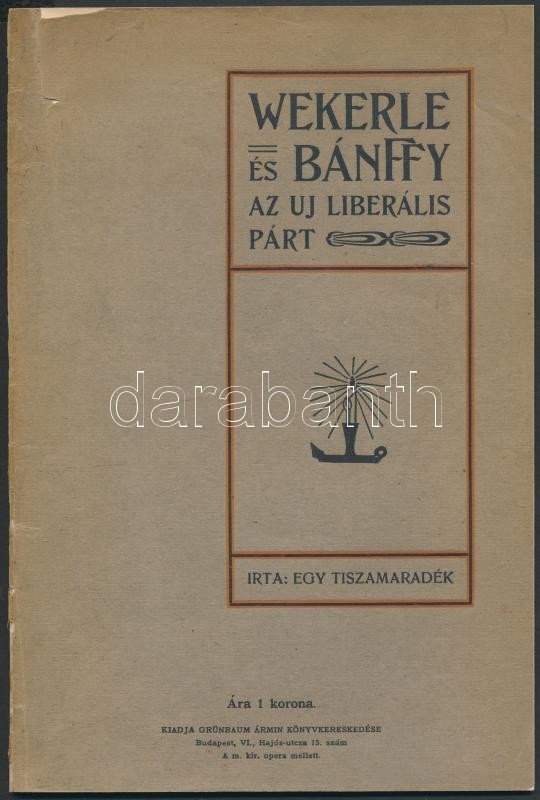 WEKERLE
ÉS BÁNFFY
AZ UJ LIBERÁLIS
PÁRT
darabanth
IRTA: EGY TISZAMARADÉK
Ára 1 korona.
KIADJA GRÜNBAUM ÁRMIN KÖNYVKERESKEDÉSE
Budapest, VI., Hajós-utcza 15. szám
A m. kir. opera mellett.